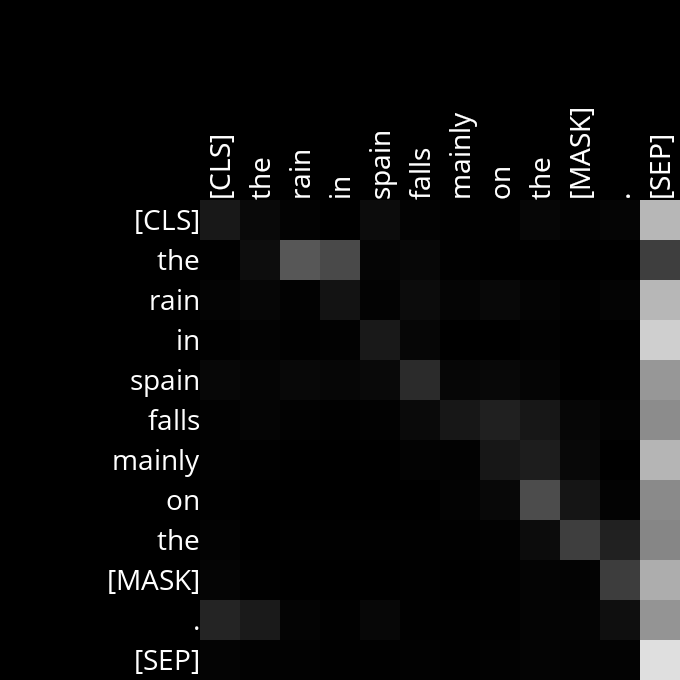 [CLS] the rain in spain falls mainly on the [MASK] . [SEP]
[CLS]
the
rain
in
spain
falls
mainly
on
the
[MASK]
.
[SEP]